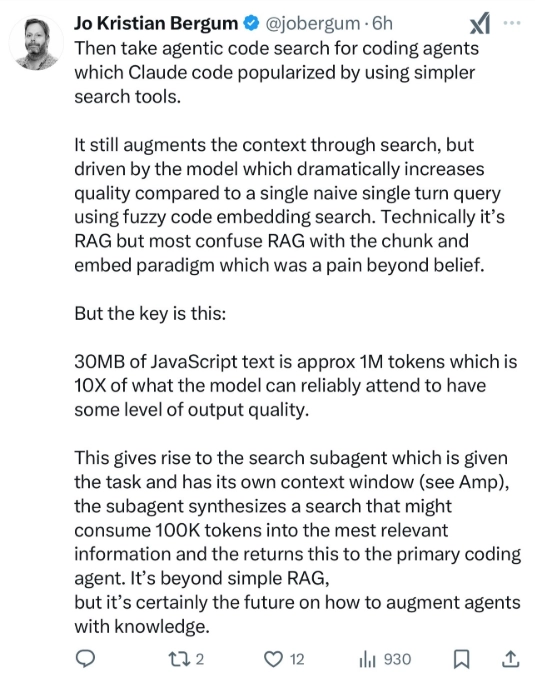 Jo Kristian Bergum @jobergum · 6h
Then take agentic code search for coding agents
which Claude code popularized by using simpler
search tools.
It still augments the context through search, but
driven by the model which dramatically increases
quality compared to a single naive single turn query
using fuzzy code embedding search. Technically it's
RAG but most confuse RAG with the chunk and
embed paradigm which was a pain beyond belief.
But the key is this:
30MB of JavaScript text is approx 1M tokens which is
10X of what the model can reliably attend to have
some level of output quality.
This gives rise to the search subagent which is given
the task and has its own context window (see Amp),
the subagent synthesizes a search that might
consume 100K tokens into the mest relevant
information and the returns this to the primary coding
agent. It's beyond simple RAG,
but it's certainly the future on how to augment agents
with knowledge.
2 12 930